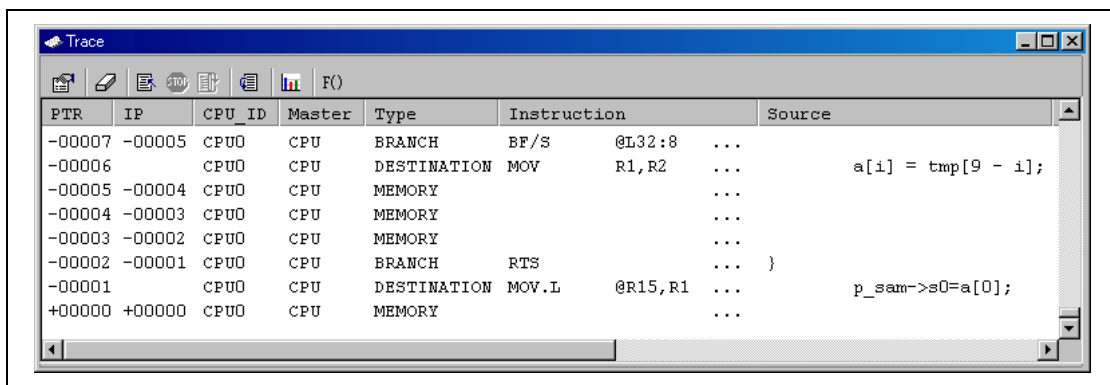 Trace
STOP F()
PTR IP CPU_ID Master Type Instruction Source
-00007 -00005 CPU0 CPU BRANCH BF/S @L32:8 ...
-00006 CPU0 CPU DESTINATION MOV R1,R2 ... a[i] = tmp[9 - i];
-00005 -00004 CPU0 CPU MEMORY ...
-00004 -00003 CPU0 CPU MEMORY ...
-00003 -00002 CPU0 CPU MEMORY ...
-00002 -00001 CPU0 CPU BRANCH RTS ... }
-00001 CPU0 CPU DESTINATION MOV.L @R15,R1 ... p_sam->s0=a[0];
+00000 +00000 CPU0 CPU MEMORY ...